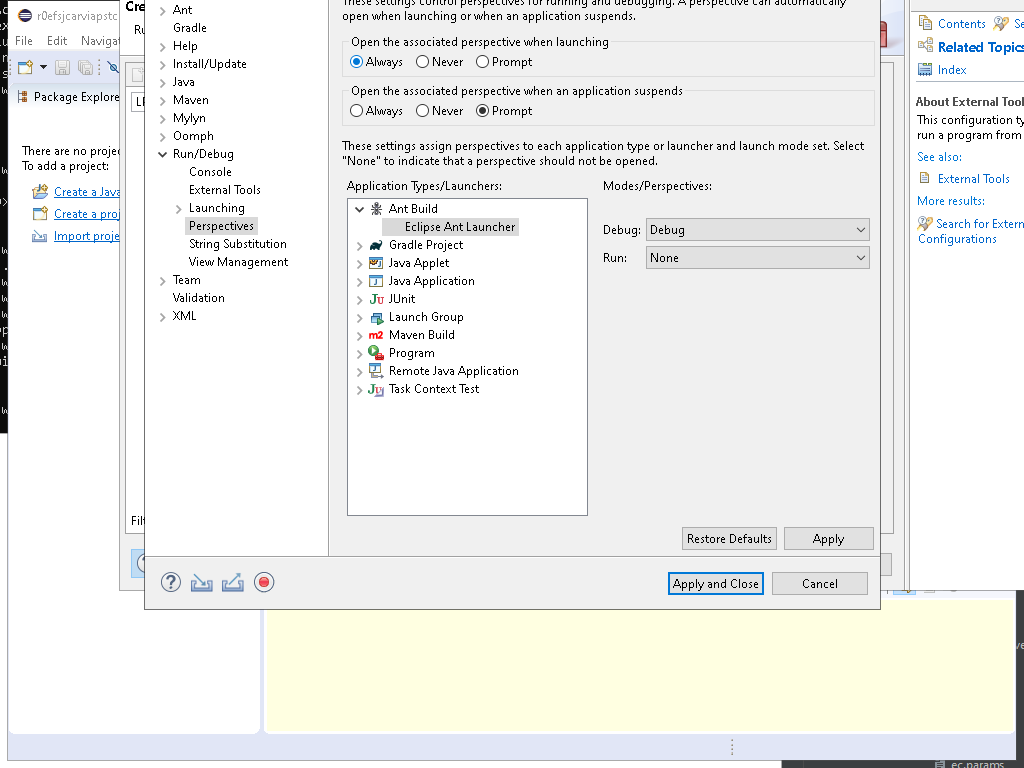 r0efsjcarviapstc
File Edit Navigat
Package Explore
There are no projec
To add a project:
Create a Java
Create a proj
Import proje
Cre
Ru
Filt
Ant
Gradle
Help
Install/Update
Java
Maven
Mylyn
Oomph
Run/Debug
Console
External Tools
Launching
Perspectives
String Substitution
View Management
Team
Validation
XML
These settings control perspectives for running and debugging. A perspective can automatically
open when launching or when an application suspends.
Open the associated perspective when launching
Always Never Prompt
Open the associated perspective when an application suspends
Always Never Prompt
These settings assign perspectives to each application type or launcher and launch mode set. Select
"None" to indicate that a perspective should not be opened.
Application Types/Launchers:
Ant Build
Eclipse Ant Launcher
Gradle Project
Java Applet
Java Application
JUnit
Launch Group
Maven Build
Program
Remote Java Application
Task Context Test
Modes/Perspectives:
Debug: Debug
Run: None
Restore Defaults Apply
Apply and Close Cancel
Contents Se
Related Topics
Index
About External Tool
This configuration ty
run a program from
See also:
External Tools
More results:
Search for Extern
Configurations
ec.params